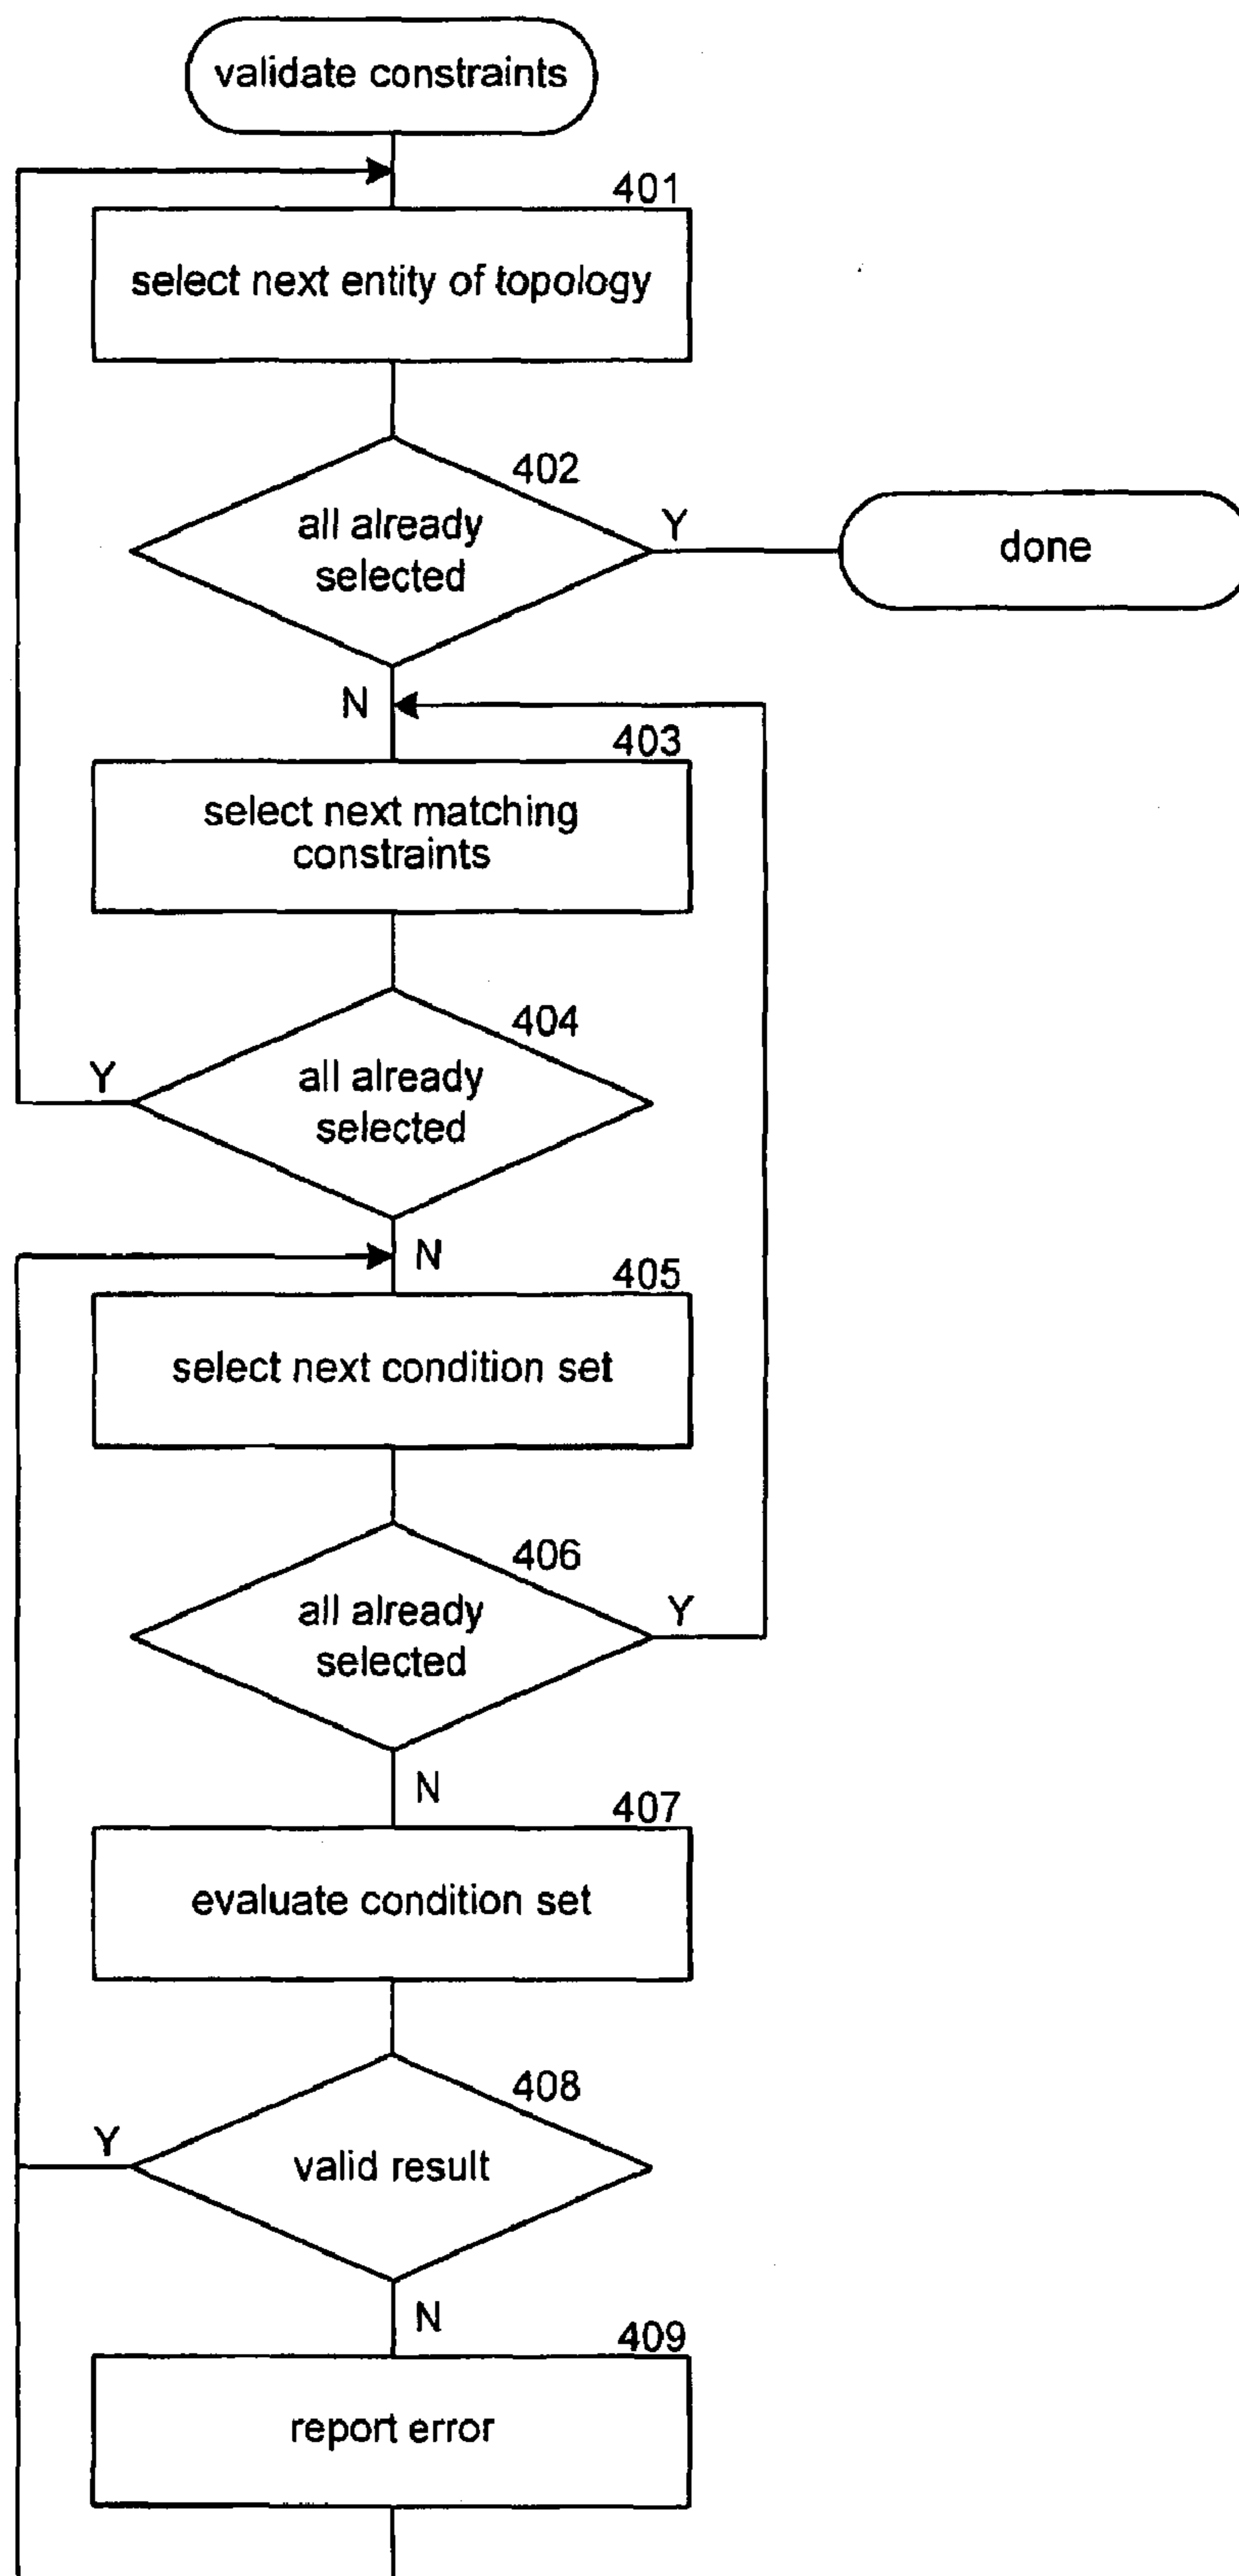 validate constraints
401
select next entity of topology
402
all already
selected
Y
done
N
403
select next matching
constraints
404
all already
selected
Y
N
405
select next condition set
406
all already
selected
Y
N
407
evaluate condition set
408
valid result
Y
N
409
report error